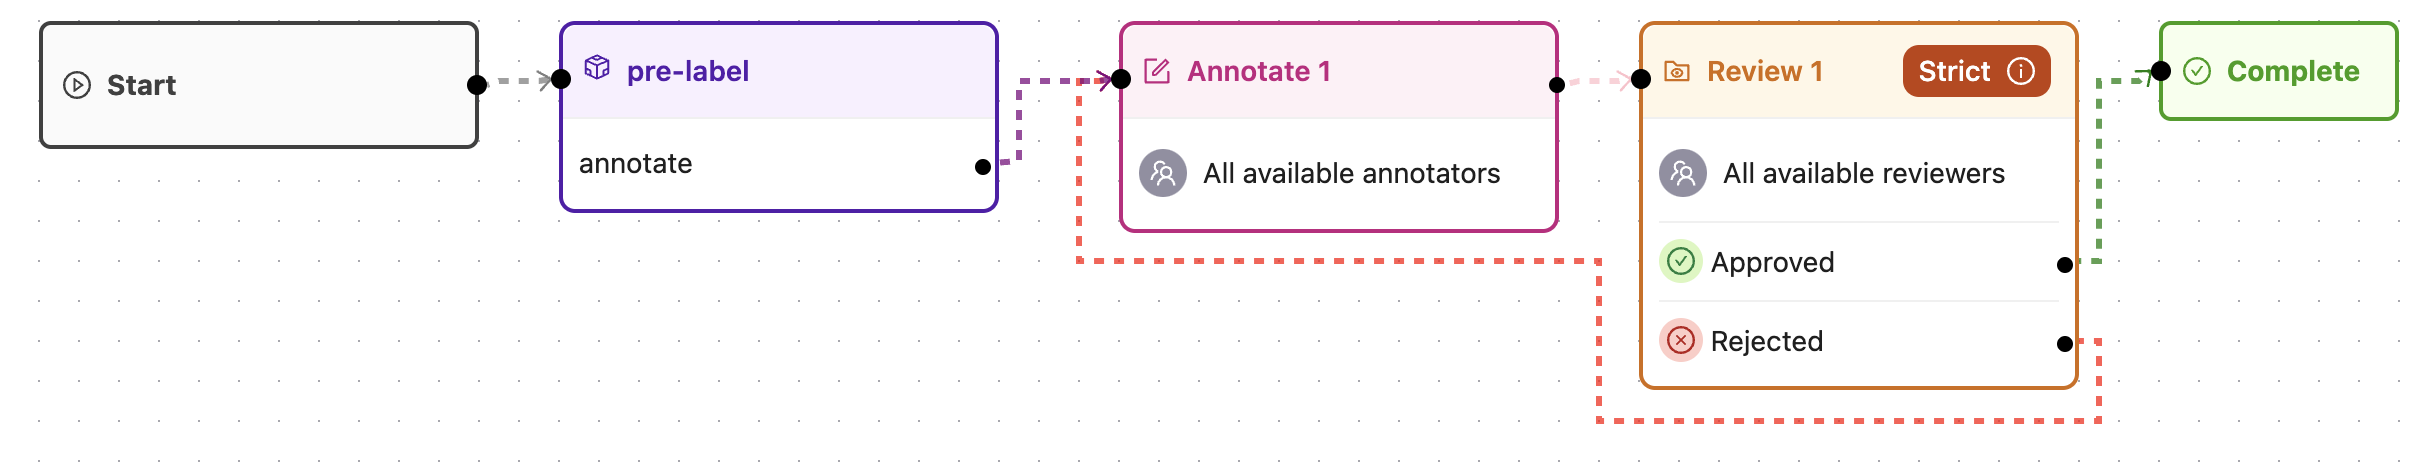 Start
pre-label
annotate
Annotate 1
All available annotators
Review 1
Strict
All available reviewers
Approved
Rejected
Complete